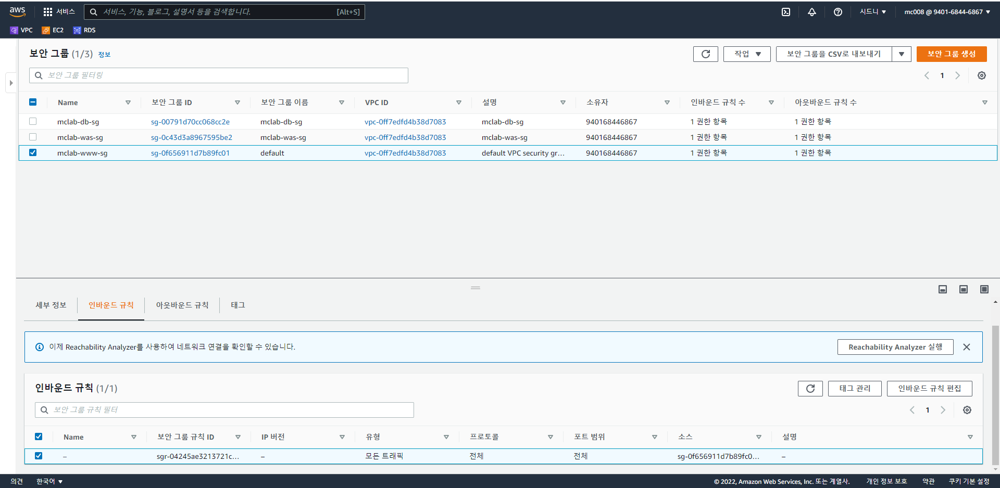 aws 서비스 서비스, 기능, 블로그, 설명서 등을 검색합니다. [Alt+S] 시드니 ▼ mc008 @ 9401-6844-6867 ▼
VPC EC2 RDS
보안 그룹 (1/3) 정보 작업 ▼ 보안 그룹을 CSV로 내보내기 ▼ 보안 그룹 생성
보안 그룹 필터링 1
Name 보안 그룹 ID 보안 그룹 이름 VPC ID 설명 소유자 인바운드 규칙 수 아웃바운드 규칙 수
mclab-db-sg sg-00791d70cc068cc2e mclab-db-sg vpc-0ff7edfd4b38d7083 mclab-db-sg 940168446867 1 권한 항목 1 권한 항목
mclab-was-sg sg-0c43d3a8967595be2 mclab-was-sg vpc-0ff7edfd4b38d7083 mclab-was-sg 940168446867 1 권한 항목 1 권한 항목
mclab-www-sg sg-0f656911d7b89fc01 default vpc-0ff7edfd4b38d7083 default VPC security gr... 940168446867 1 권한 항목 1 권한 항목
세부 정보 인바운드 규칙 아웃바운드 규칙 태그
이제 Reachability Analyzer를 사용하여 네트워크 연결을 확인할 수 있습니다. Reachability Analyzer 실행
인바운드 규칙 (1/1) 태그 관리 인바운드 규칙 편집
보안 그룹 규칙 필터 1
Name 보안 그룹 규칙 ID IP 버전 유형 프로토콜 포트 범위 소스 설명
– sgr-04245ae3213721c... – 모든 트래픽 전체 전체 sg-0f656911d7b89fc0... –
의견 한국어 ▼ © 2022, Amazon Web Services, Inc. 또는 계열사. 개인 정보 보호 약관 쿠키 기본 설정